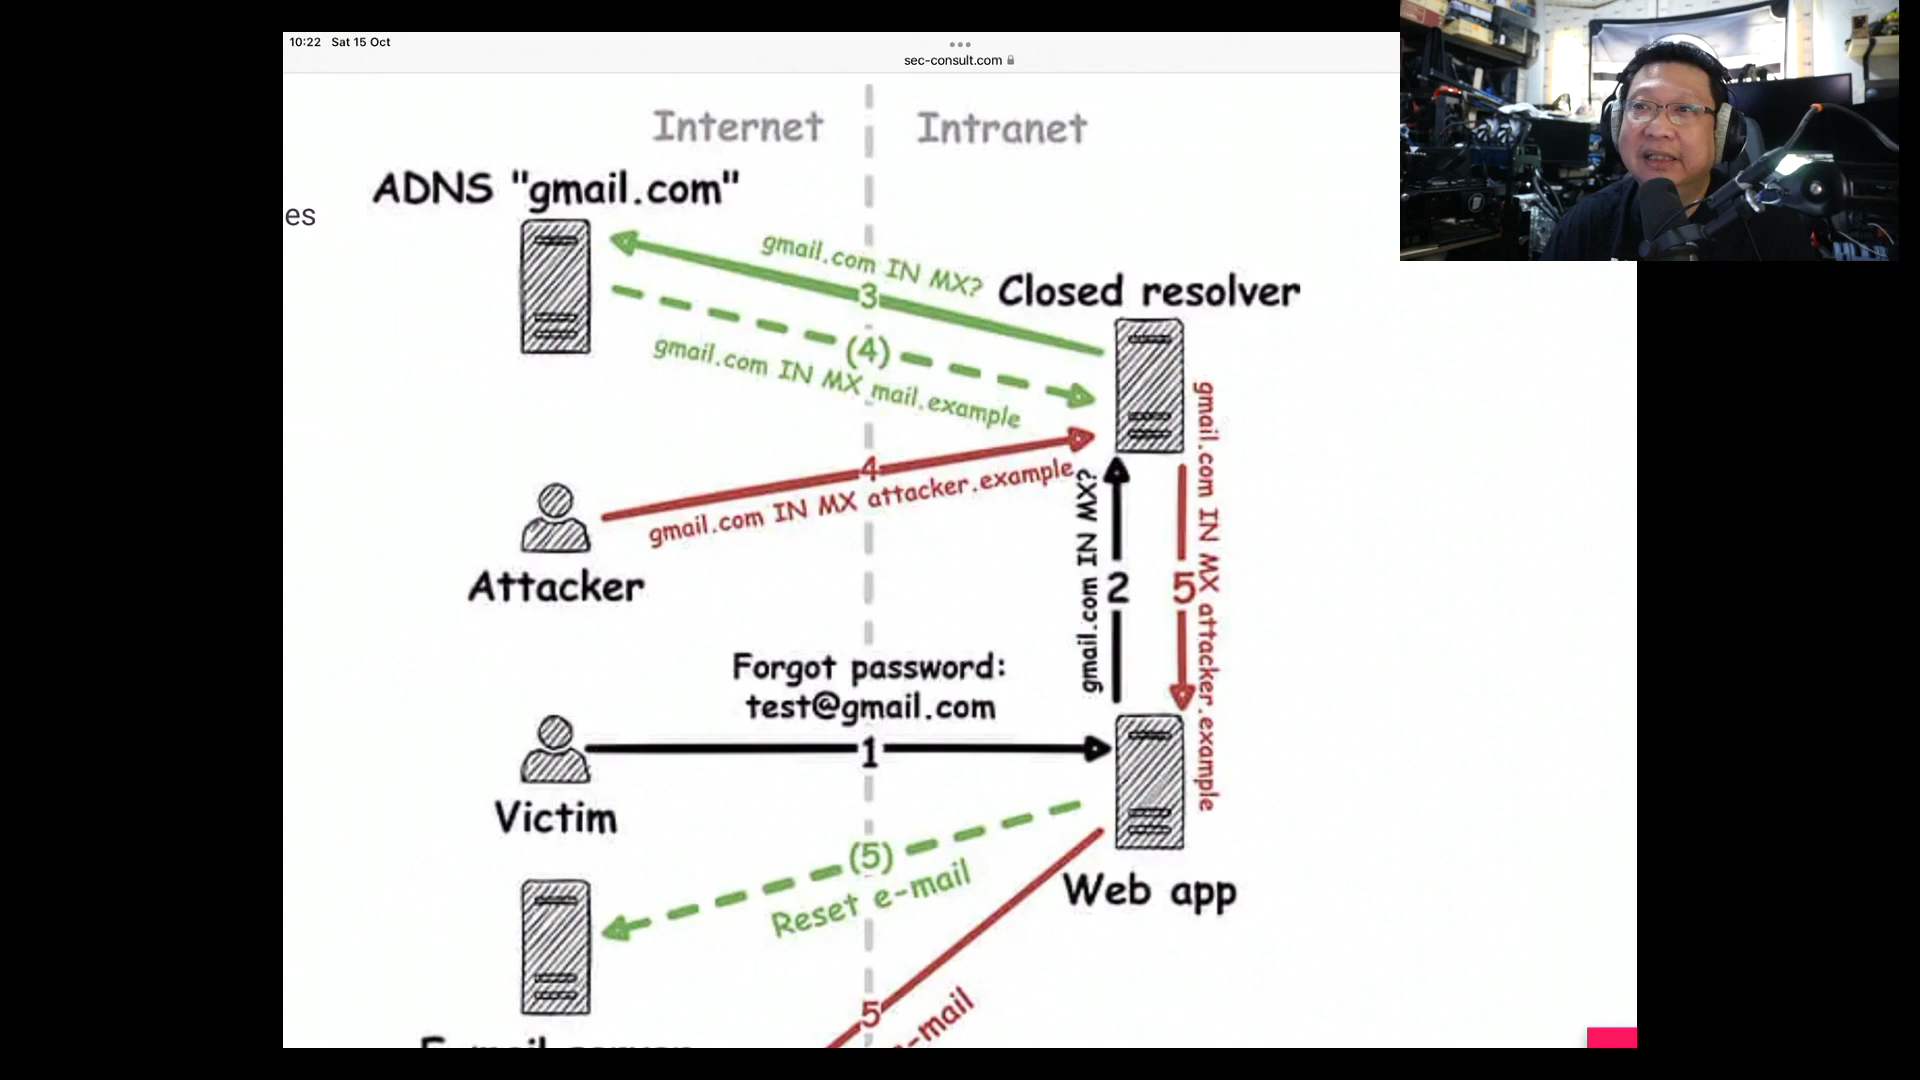 10:22 Sat 15 Oct
sec-consult.com
Internet
Intranet
ADNS "gmail.com"
es
gmail.com IN MX?
3
Closed resolver
(4)
gmail.com IN MX mail.example
4
gmail.com IN MX attacker.example
Attacker
gmail.com IN MX?
2
5
gmail.com IN MX attacker.example
Forgot password:
test@gmail.com
1
Victim
(5)
Reset e-mail
Web app
5
e-mail
E-mail server